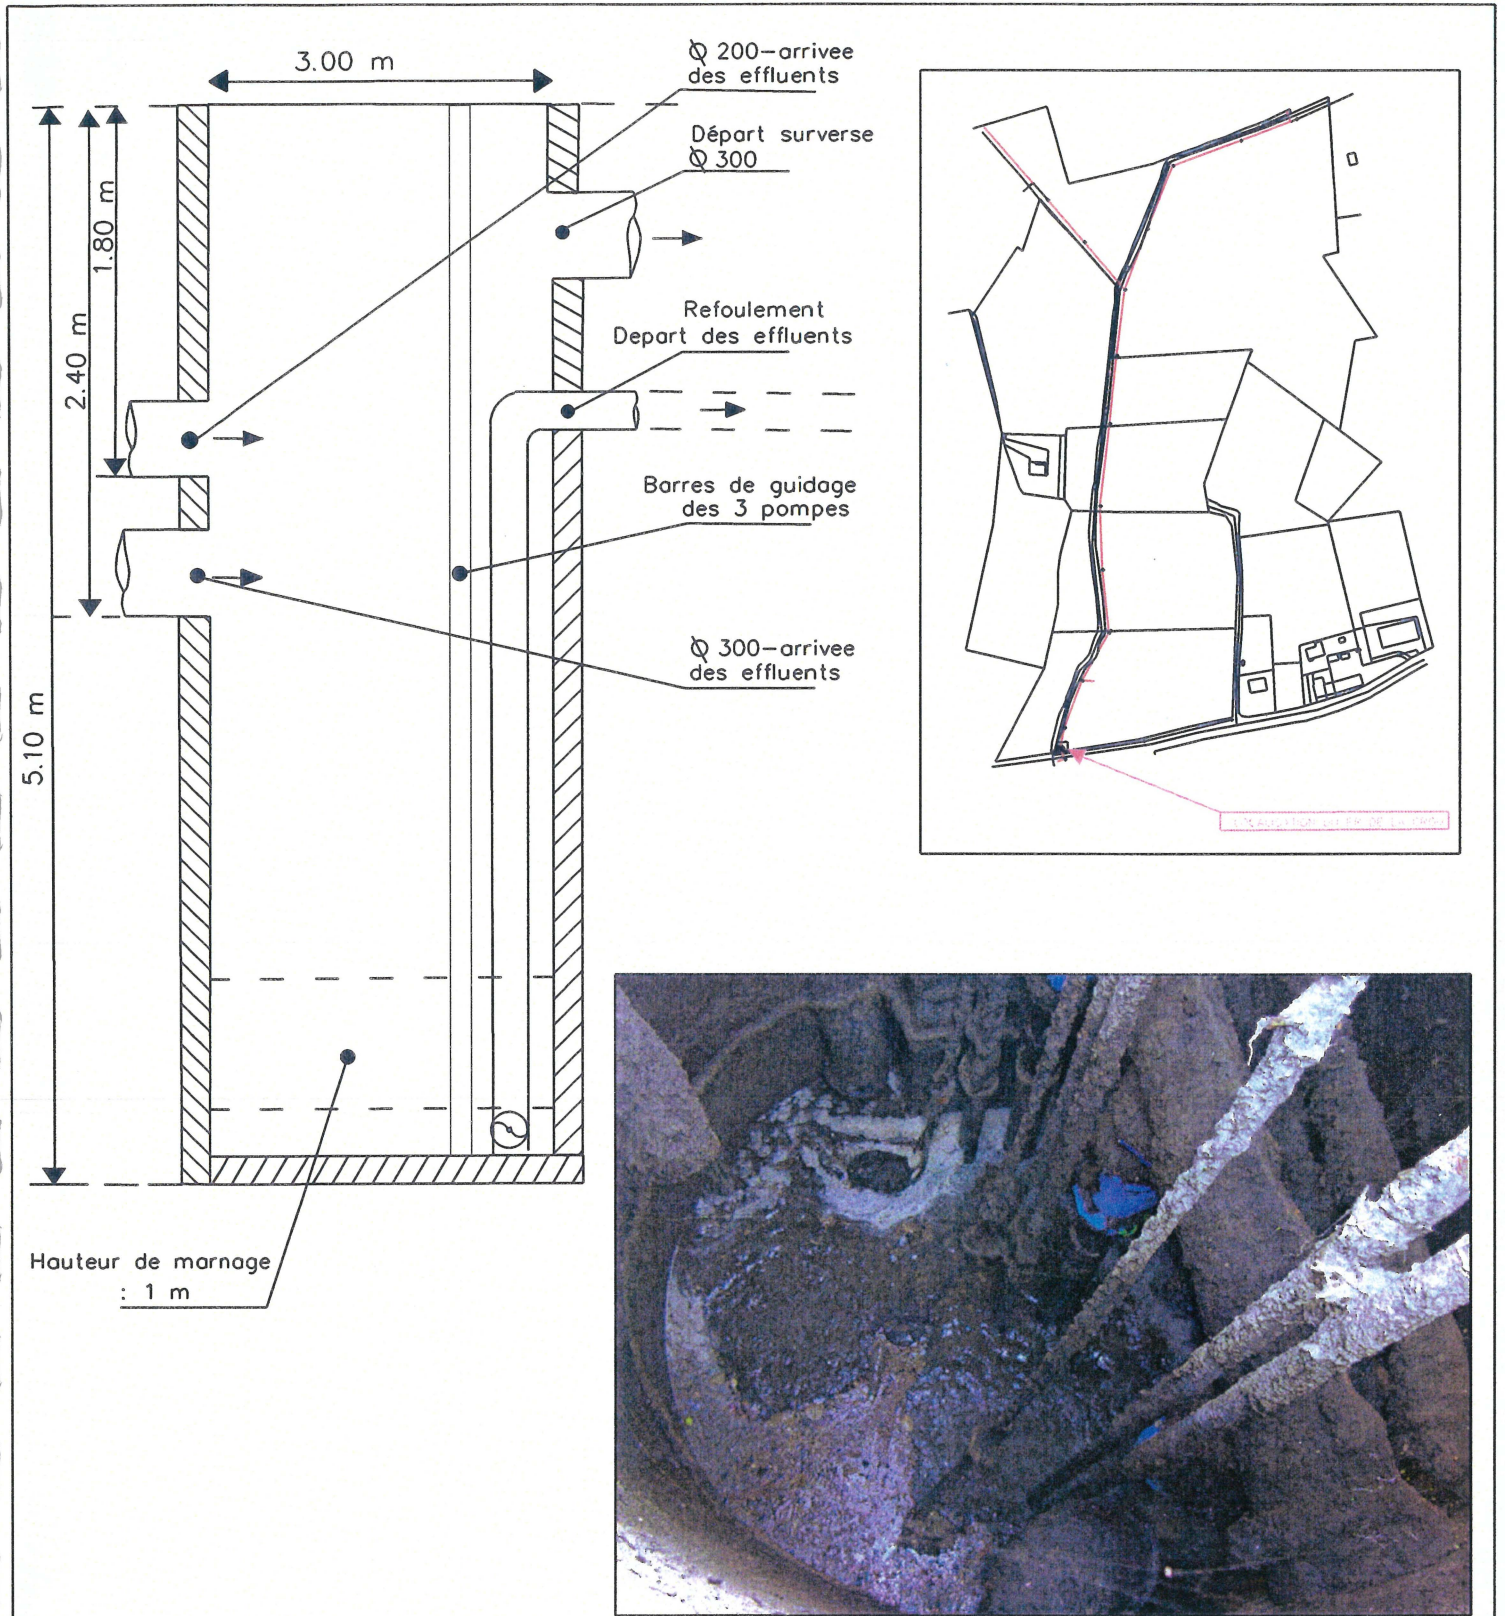 3.00 m
Ø 200-arrivee
des effluents
Départ surverse
Ø 300
1.80 m
2.40 m
Refoulement
Depart des effluents
Barres de guidage
des 3 pompes
Ø 300-arrivee
des effluents
5.10 m
Hauteur de marnage
: 1 m